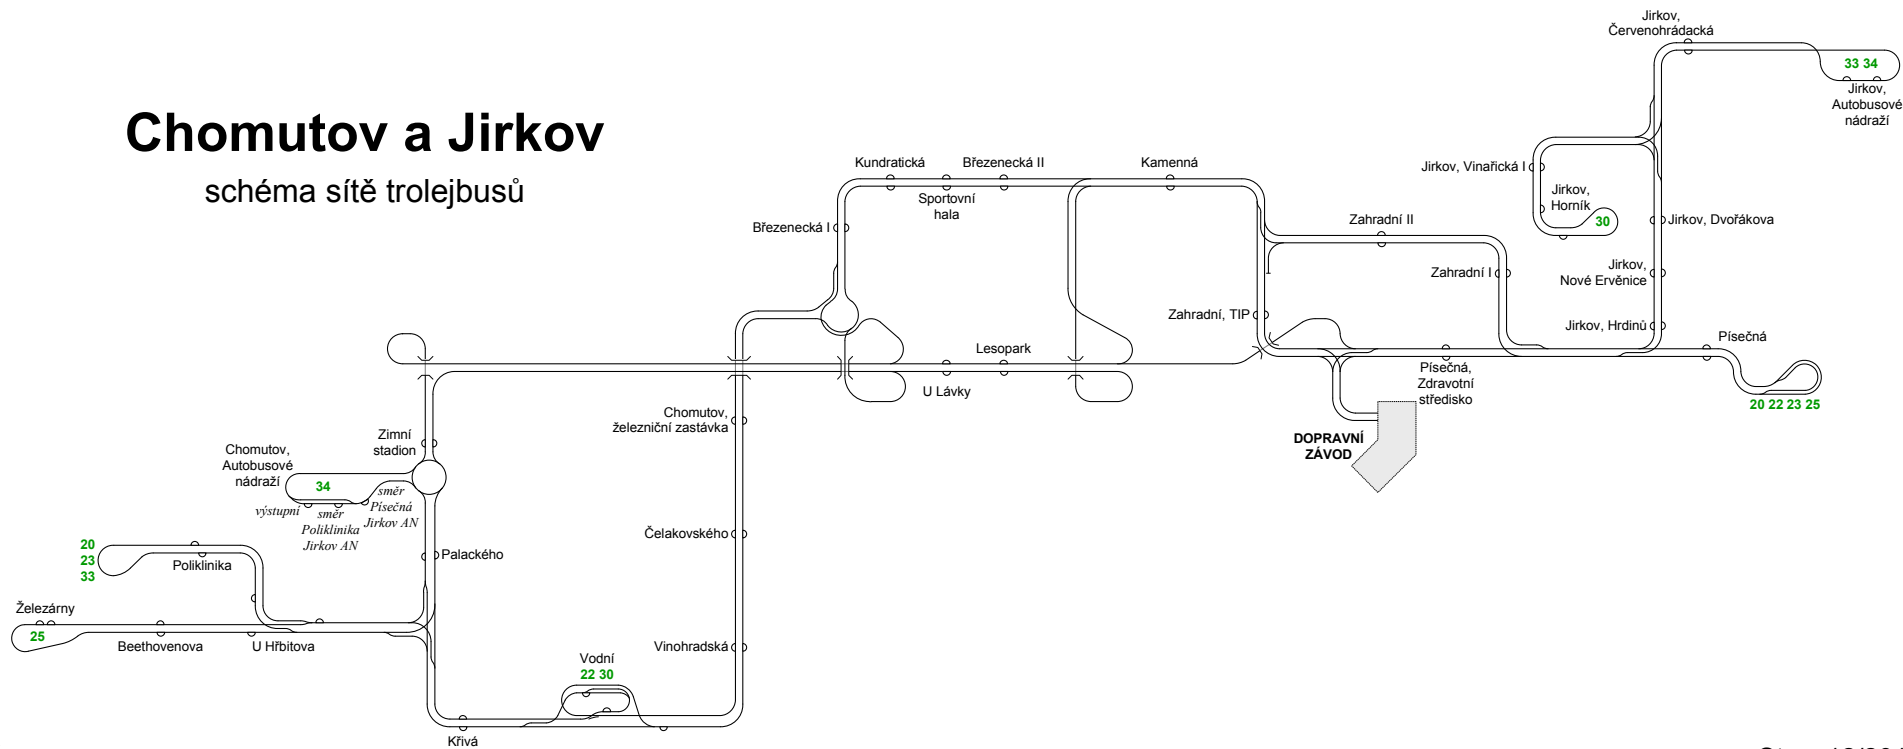 Chomutov a Jirkov
schéma sítě trolejbusů
Jirkov,
Červenohrádacká
33 34
Jirkov,
Autobusové
nádraží
Kundratická
Březenecká II
Kamenná
Jirkov, Vinařická I
Jirkov,
Horník
30
Sportovní
hala
Březenecká I
Zahradní II
Jirkov, Dvořákova
Zahradní I
Jirkov,
Nové Ervěnice
Zahradní, TIP
Jirkov, Hrdinů
Písečná
Lesopark
U Lávky
Písečná,
Zdravotní
středisko
20 22 23 25
Chomutov,
železniční zastávka
DOPRAVNÍ
ZÁVOD
Zimní
stadion
Chomutov,
Autobusové
nádraží
34
výstupní
směr
Poliklinika
Jirkov AN
směr
Písečná
Jirkov AN
Čelakovského
Palackého
20
23
33
Poliklinika
Železárny
25
Beethovenova
U Hřbitova
Vinohradská
Vodní
22 30
Křivá